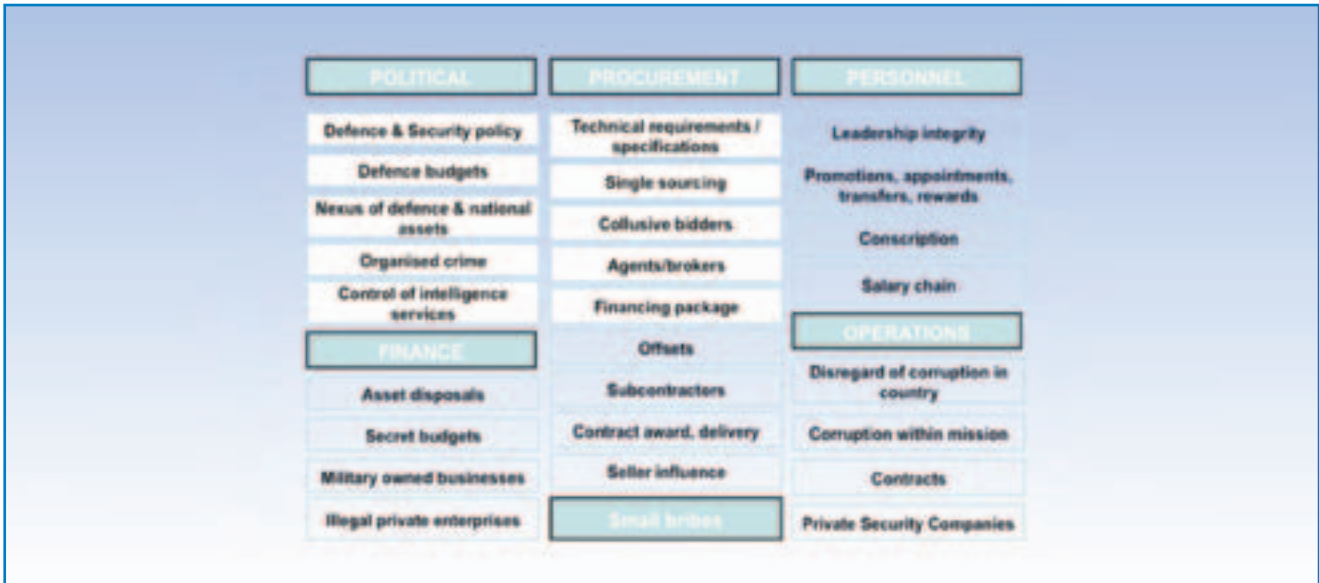 POLITICAL
Defence & Security policy
Defence budgets
Nexus of defence & national
assets
Organised crime
Control of intelligence
services
FINANCE
Asset disposals
Secret budgets
Military owned businesses
Illegal private enterprises
PROCUREMENT
Technical requirements /
specifications
Single sourcing
Collusive bidders
Agents/brokers
Financing package
Offsets
Subcontractors
Contract award, delivery
Seller influence
Small bribes
PERSONNEL
Leadership integrity
Promotions, appointments,
transfers, rewards
Conscription
Salary chain
OPERATIONS
Disregard of corruption in
country
Corruption within mission
Contracts
Private Security Companies